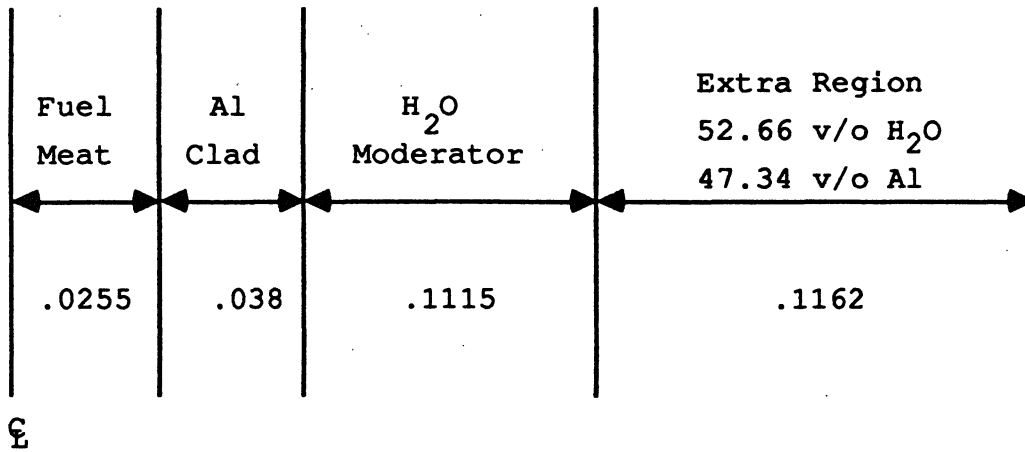 Fuel
Meat
Al
Clad
H2O
Moderator
Extra Region
52.66 v/o H2O
47.34 v/o Al
.0255
.038
.1115
.1162
℄